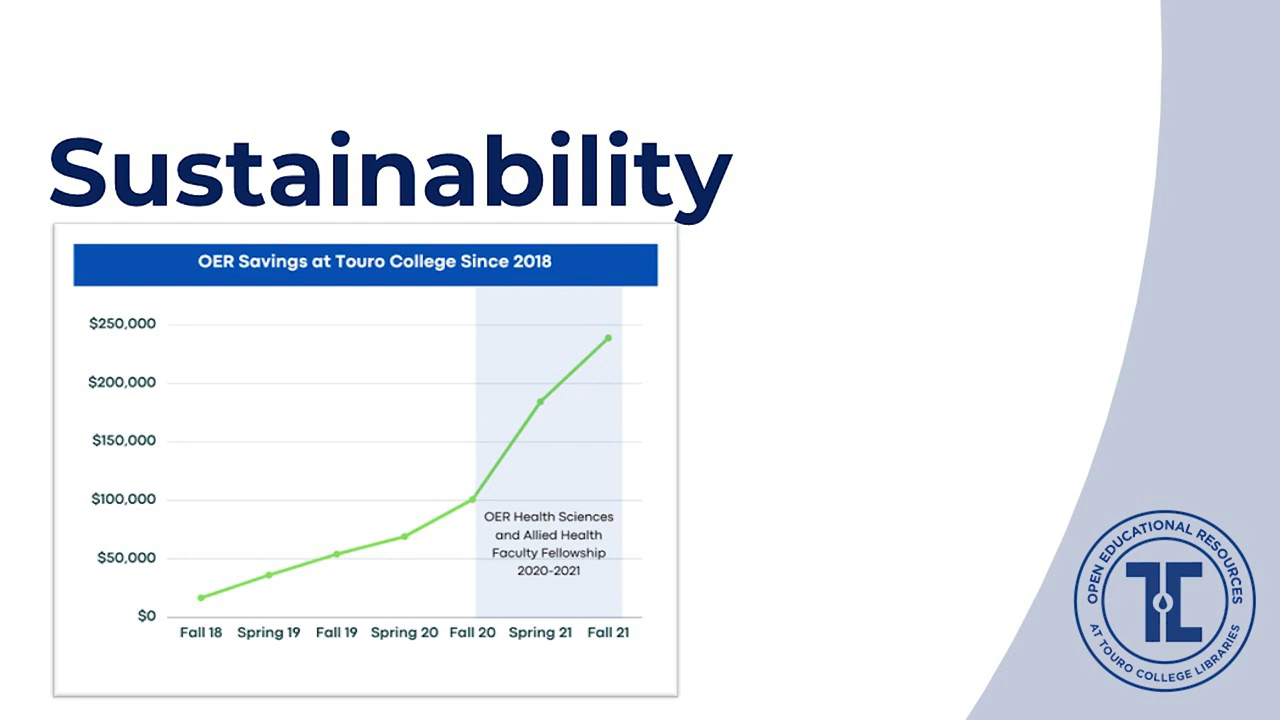 Sustainability
OER Savings at Touro College Since 2018
$250,000
$200,000
$150,000
$100,000
$50,000
$0
OER Health Sciences
and Allied Health
Faculty Fellowship
2020-2021
Fall 18 Spring 19 Fall 19 Spring 20 Fall 20 Spring 21 Fall 21
OPEN EDUCATIONAL RESOURCES
TC
AT TOURO COLLEGE LIBRARIES